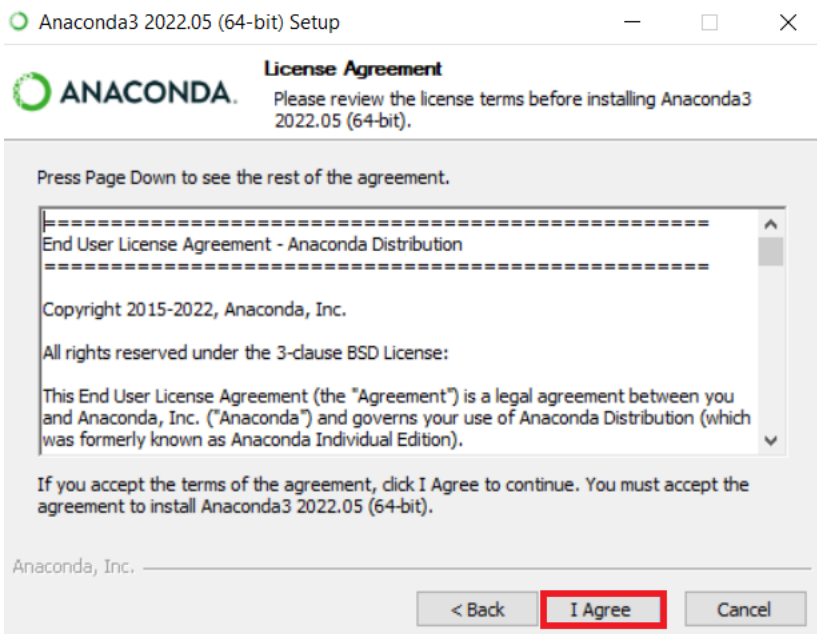 Anaconda3 2022.05 (64-bit) Setup
ANACONDA.
License Agreement
Please review the license terms before installing Anaconda3
2022.05 (64-bit).
Press Page Down to see the rest of the agreement.
====================================================
End User License Agreement - Anaconda Distribution
====================================================
Copyright 2015-2022, Anaconda, Inc.
All rights reserved under the 3-clause BSD License:
This End User License Agreement (the "Agreement") is a legal agreement between you
and Anaconda, Inc. ("Anaconda") and governs your use of Anaconda Distribution (which
was formerly known as Anaconda Individual Edition).
If you accept the terms of the agreement, click I Agree to continue. You must accept the
agreement to install Anaconda3 2022.05 (64-bit).
Anaconda, Inc.
< Back
I Agree
Cancel